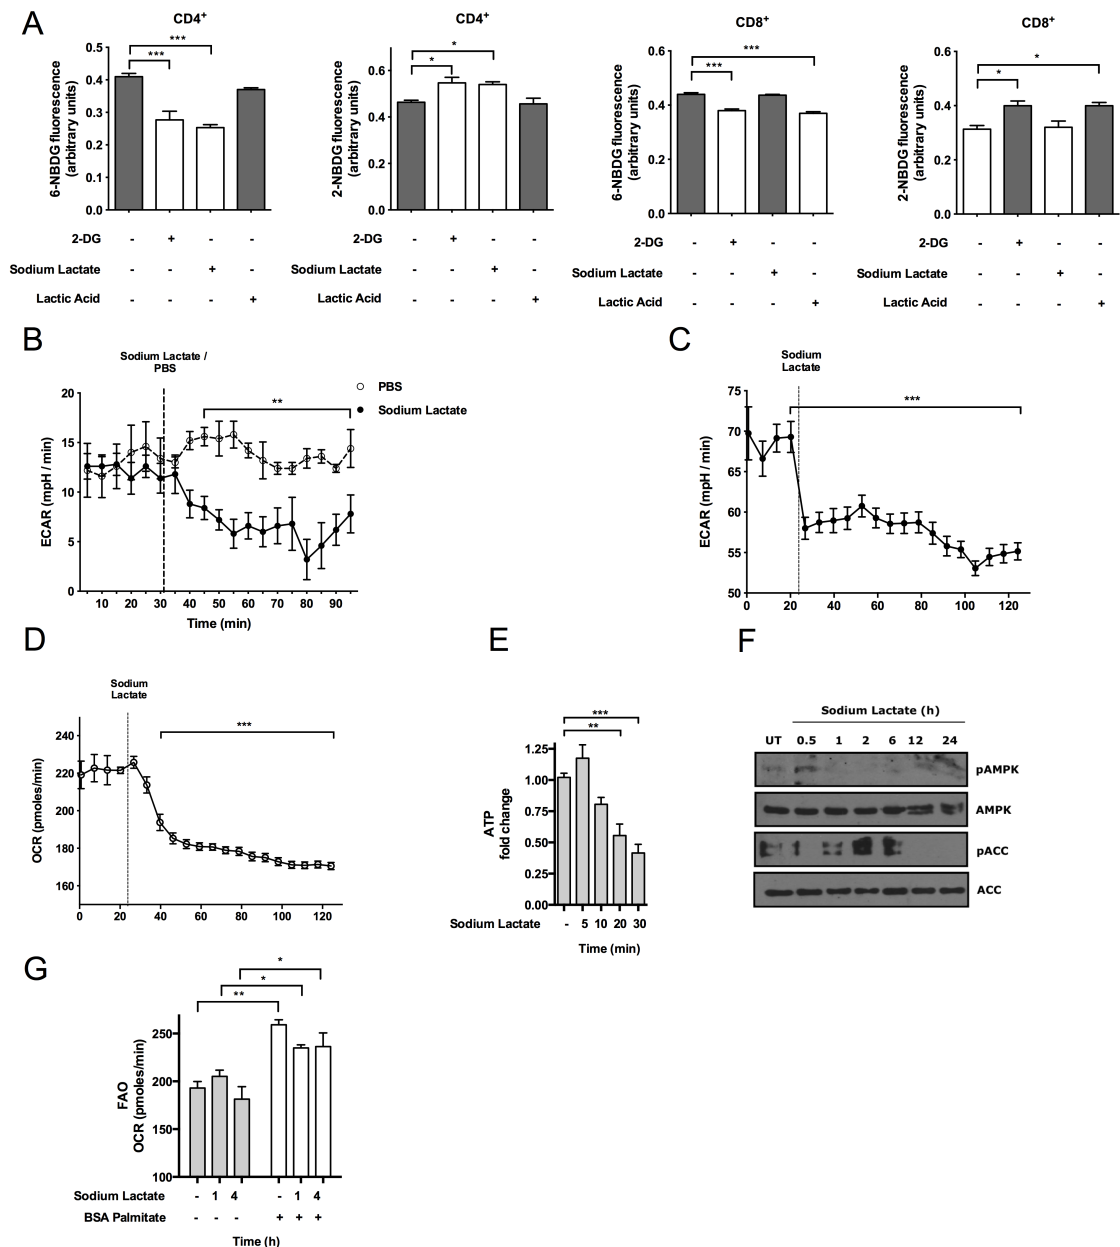 A
CD4+
***
***
6-NBDG fluorescence
(arbitrary units)
0.5
0.4
0.3
0.2
0.1
0.0
2-DG - + - -
Sodium Lactate - - + -
Lactic Acid - - - +
CD4+
*
*
2-NBDG fluorescence
(arbitrary units)
0.6
0.4
0.2
0.0
2-DG - + - -
Sodium Lactate - - + -
Lactic Acid - - - +
CD8+
***
***
6-NBDG fluorescence
(arbitrary units)
0.6
0.4
0.2
0.0
2-DG - + - -
Sodium Lactate - - + -
Lactic Acid - - - +
CD8+
*
*
2-NBDG fluorescence
(arbitrary units)
0.6
0.4
0.2
0.0
2-DG - + - -
Sodium Lactate - - + -
Lactic Acid - - - +
B
Sodium Lactate /
PBS
PBS
Sodium Lactate
**
ECAR (mpH / min)
20
15
10
5
0
10 20 30 40 50 60 70 80 90
Time (min)
C
Sodium
Lactate
***
ECAR (mpH / min)
75
70
65
60
55
50
0 20 40 60 80 100 120
D
Sodium
Lactate
***
OCR (pmoles/min)
240
220
200
180
160
0 20 40 60 80 100 120
E
***
**
ATP
fold change
1.25
1.00
0.75
0.50
0.25
0.00
Sodium Lactate - 5 10 20 30
Time (min)
F
Sodium Lactate (h)
UT 0.5 1 2 6 12 24
pAMPK
AMPK
pACC
ACC
G
*
*
**
FAO
OCR (pmoles/min)
250
200
150
100
Sodium Lactate - 1 4 - 1 4
BSA Palmitate - - - + + +
Time (h)